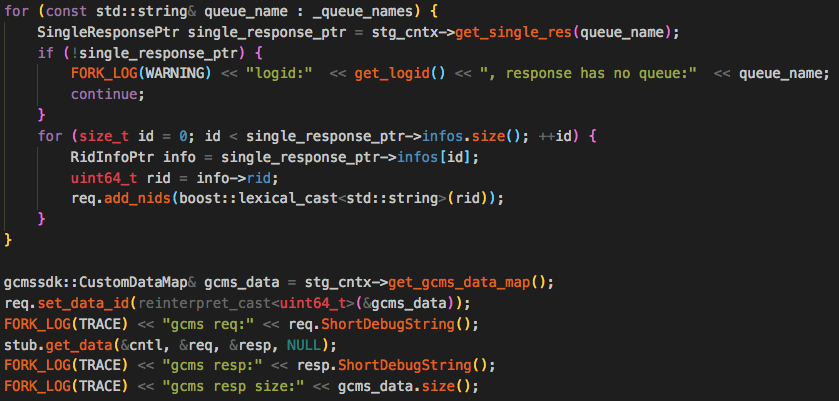 for (const std::string& queue_name : _queue_names) {
    SingleResponsePtr single_response_ptr = stg_cntx->get_single_res(queue_name);
    if (!single_response_ptr) {
        FORK_LOG(WARNING) << "logid:"  << get_logid() << ", response has no queue:"  << queue_name;
        continue;
    }
    for (size_t id = 0; id < single_response_ptr->infos.size(); ++id) {
        RidInfoPtr info = single_response_ptr->infos[id];
        uint64_t rid = info->rid;
        req.add_nids(boost::lexical_cast<std::string>(rid));
    }
}

gcmssdk::CustomDataMap& gcms_data = stg_cntx->get_gcms_data_map();
req.set_data_id(reinterpret_cast<uint64_t>(&gcms_data));
FORK_LOG(TRACE) << "gcms req:" << req.ShortDebugString();
stub.get_data(&cntl, &req, &resp, NULL);
FORK_LOG(TRACE) << "gcms resp:" << resp.ShortDebugString();
FORK_LOG(TRACE) << "gcms resp size:" << gcms_data.size();